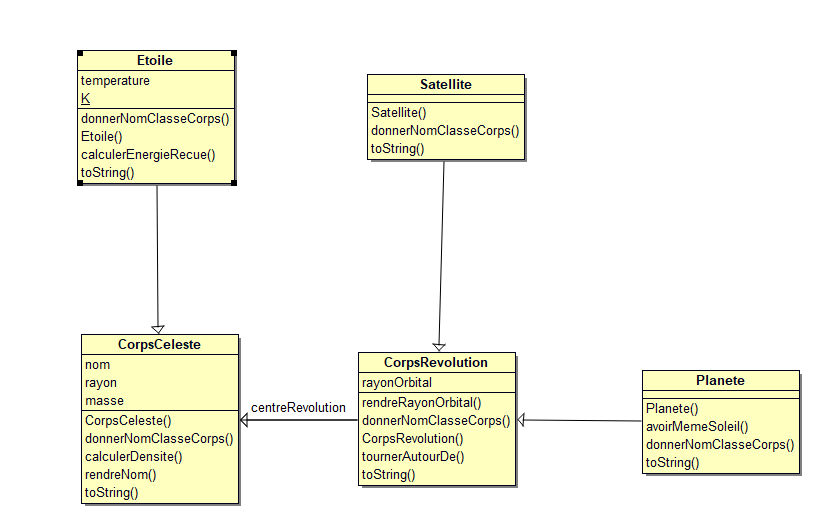 Etoile
temperature
K
donnerNomClasseCorps()
Etoile()
calculerEnergieRecue()
toString()
Satellite
Satellite()
donnerNomClasseCorps()
toString()
CorpsCeleste
nom
rayon
masse
CorpsCeleste()
donnerNomClasseCorps()
calculerDensite()
rendreNom()
toString()
centreRevolution
CorpsRevolution
rayonOrbital
rendreRayonOrbital()
donnerNomClasseCorps()
CorpsRevolution()
tournerAutourDe()
toString()
Planete
Planete()
avoirMemeSoleil()
donnerNomClasseCorps()
toString()